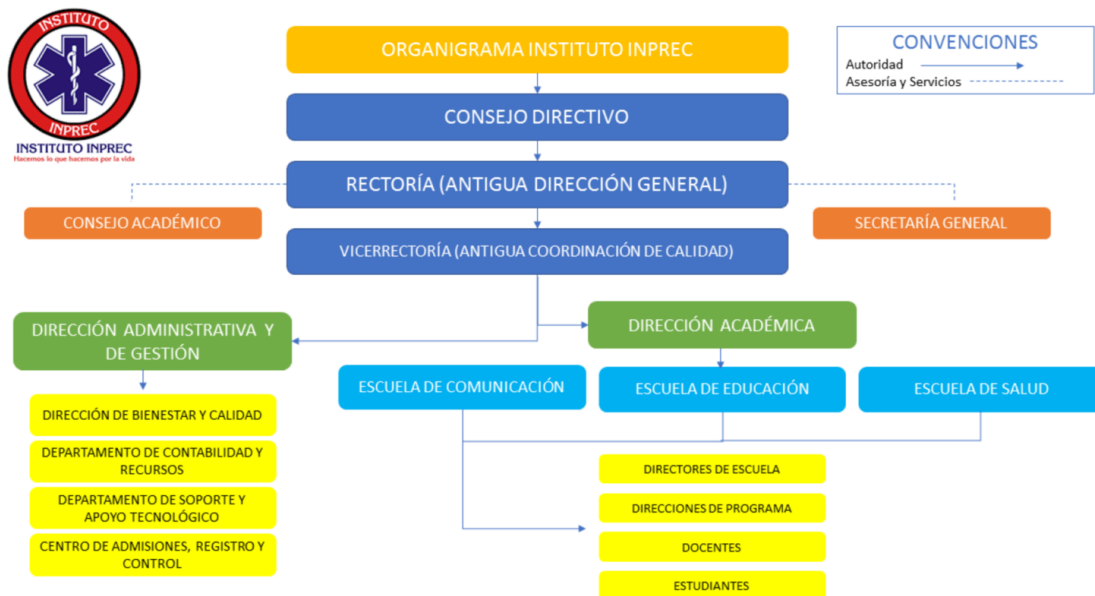 INSTITUTO
INPREC
INSTITUTO INPREC
Hacemos lo que hacemos por la vida
ORGANIGRAMA INSTITUTO INPREC
CONVENCIONES
Autoridad
Asesoría y Servicios
CONSEJO DIRECTIVO
RECTORÍA (ANTIGUA DIRECCIÓN GENERAL)
CONSEJO ACADÉMICO
SECRETARÍA GENERAL
VICERRECTORÍA (ANTIGUA COORDINACIÓN DE CALIDAD)
DIRECCIÓN ADMINISTRATIVA Y
DE GESTIÓN
DIRECCIÓN ACADÉMICA
ESCUELA DE COMUNICACIÓN
ESCUELA DE EDUCACIÓN
ESCUELA DE SALUD
DIRECCIÓN DE BIENESTAR Y CALIDAD
DEPARTAMENTO DE CONTABILIDAD Y
RECURSOS
DEPARTAMENTO DE SOPORTE Y
APOYO TECNOLÓGICO
CENTRO DE ADMISIONES, REGISTRO Y
CONTROL
DIRECTORES DE ESCUELA
DIRECCIONES DE PROGRAMA
DOCENTES
ESTUDIANTES